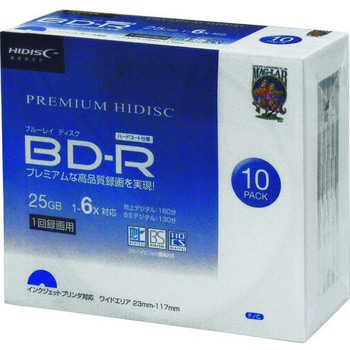 HIDISC
10
PACK
MAG-LAB
PREMIUM HIDISC
ブルーレイ ディスク
ハードコート仕様
BD-R
プレミアムな高品質録画を実現!
10
PACK
25GB
1-6X対応
地上デジタル:180分
BSデジタル:130分
1回録画用
BS
インクジェットプリンタ対応 ワイドエリア 23mm-117mm
P/C